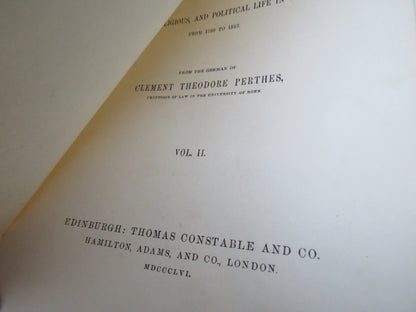 RELIGIOUS, AND POLITICAL LIFE IN
FROM 1789 TO 1843.
FROM THE GERMAN OF
CLEMENT THEODORE PERTHES,
PROFESSOR OF LAW IN THE UNIVERSITY OF BONN.
VOL. II.
EDINBURGH: THOMAS CONSTABLE AND CO.
HAMILTON, ADAMS, AND CO., LONDON.
MDCCCLVI.